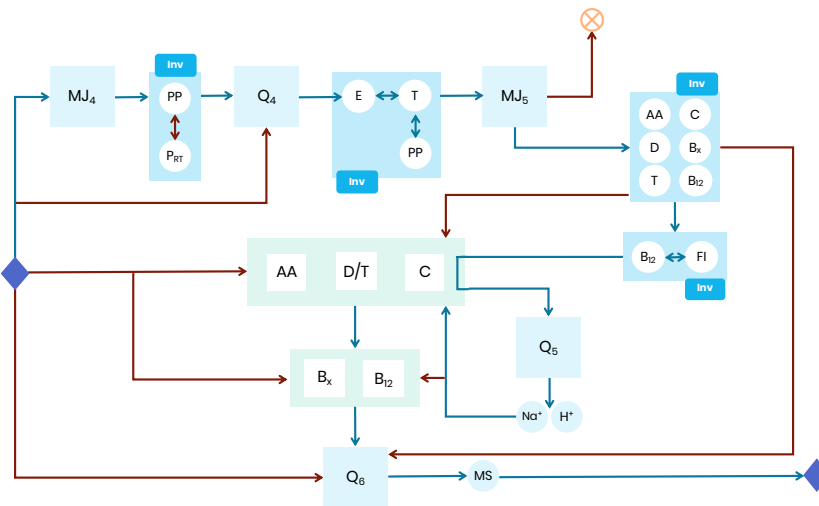 Inv
MJ4
PP
PRT
Q4
E
T
PP
Inv
MJ5
Inv
AA
C
D
Bx
T
B12
B12
FI
Inv
AA
D/T
C
Q5
Bx
B12
Na⁺
H⁺
Q6
MS